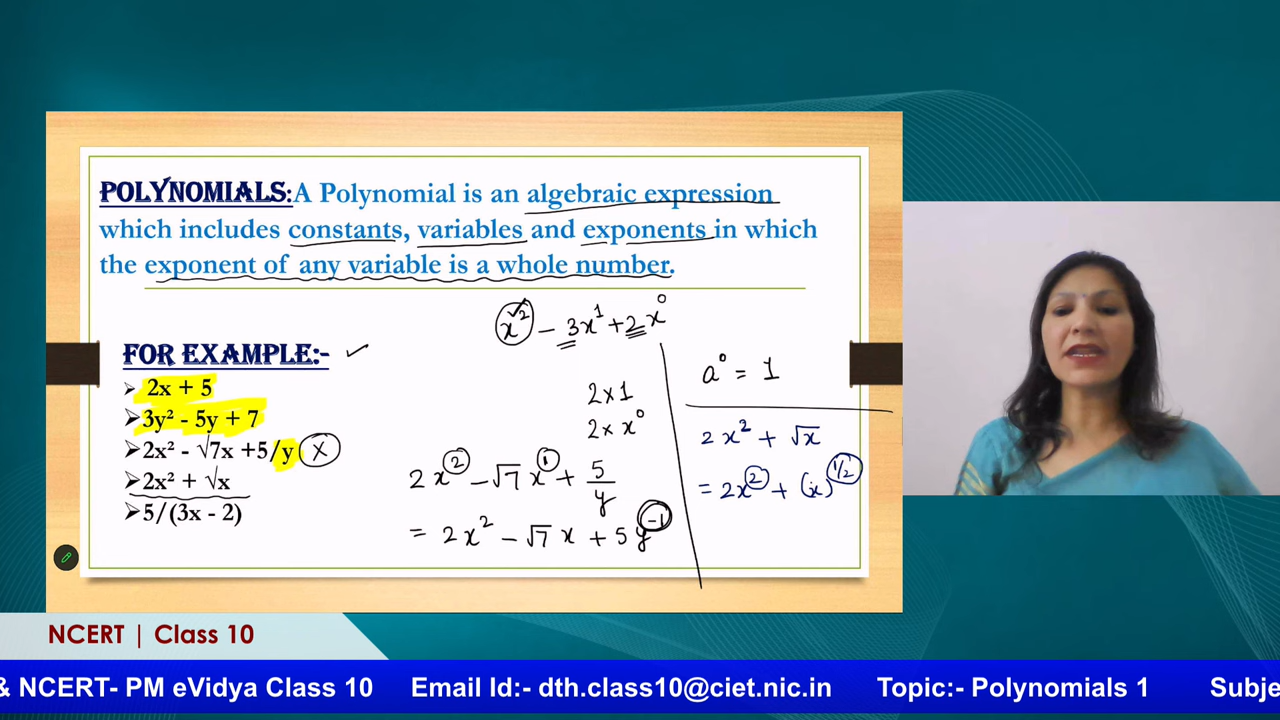 POLYNOMIALS: A Polynomial is an algebraic expression
which includes constants, variables and exponents in which
the exponent of any variable is a whole number.
x² - 3x¹ + 2x⁰
FOR EXAMPLE:- ✓
➤ 2x + 5
➤ 3y² - 5y + 7
➤ 2x² - √7x +5/y X
➤ 2x² + √x
➤ 5/(3x - 2)
2 × 1
2 × x⁰
2x² - √7 x¹ + 5/y
= 2x² - √7 x + 5 y⁻¹
a⁰ = 1
2x² + √x
= 2x² + (x)^1/2
NCERT | Class 10
& NCERT- PM eVidya Class 10 Email Id:- dth.class10@ciet.nic.in Topic:- Polynomials 1 Subje